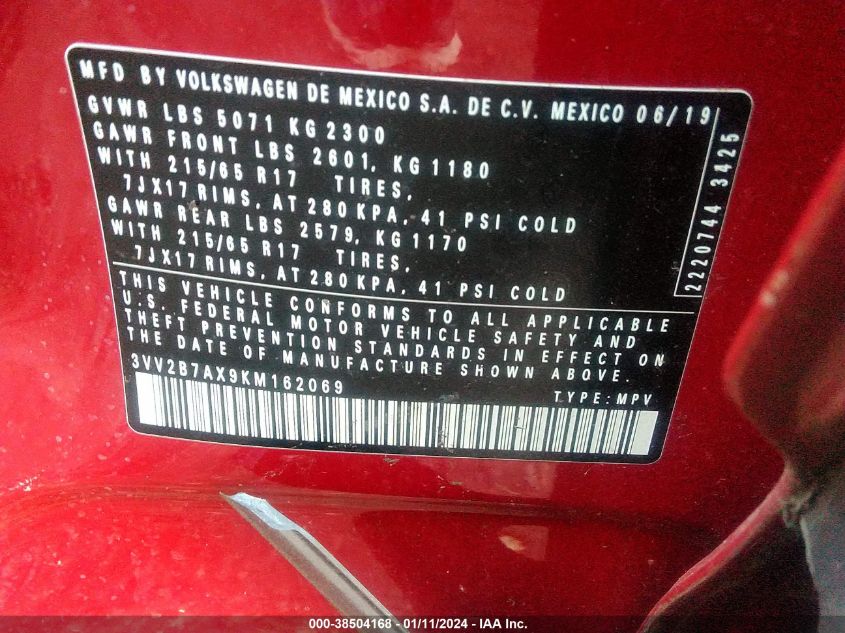 MFD BY VOLKSWAGEN DE MEXICO S.A. DE C.V. MEXICO 06/19
GVWR LBS 5071 KG 2300
GAWR FRONT LBS 2601, KG 1180
WITH 215/65 R17 TIRES,
7JX17 RIMS, AT 280 KPA, 41 PSI COLD
GAWR REAR LBS 2579, KG 1170
WITH 215/65 R17 TIRES,
7JX17 RIMS, AT 280 KPA, 41 PSI COLD
2220744 3425
THIS VEHICLE CONFORMS TO ALL APPLICABLE
U.S. FEDERAL MOTOR VEHICLE SAFETY AND
THEFT PREVENTION STANDARDS IN EFFECT ON
THE DATE OF MANUFACTURE SHOWN ABOVE.
3VV2B7AX9KM162069
TYPE: MPV
000-38504168 - 01/11/2024 - IAA Inc.